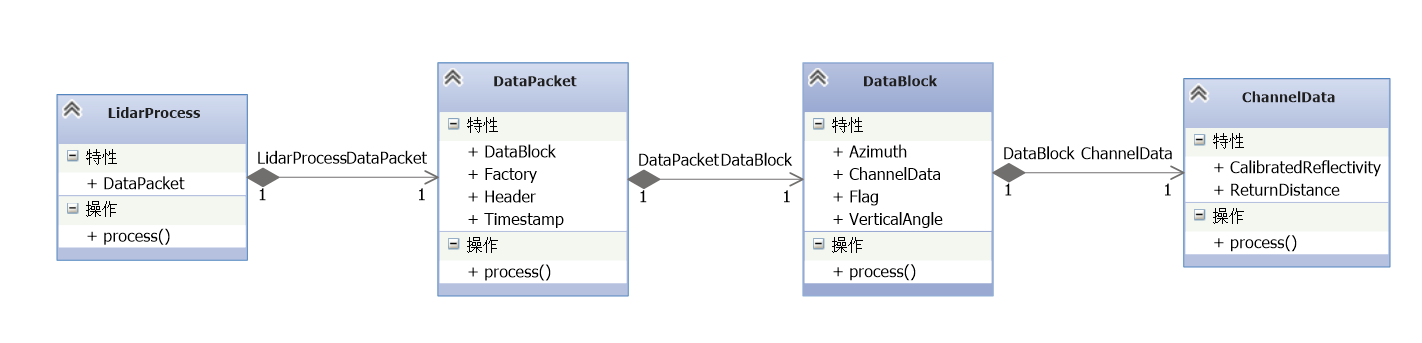 LidarProcess
特性
+ DataPacket
操作
+ process()
LidarProcessDataPacket
1
1
DataPacket
特性
+ DataBlock
+ Factory
+ Header
+ Timestamp
操作
+ process()
DataPacketDataBlock
1
1
DataBlock
特性
+ Azimuth
+ ChannelData
+ Flag
+ VerticalAngle
操作
+ process()
DataBlock ChannelData
1
1
ChannelData
特性
+ CalibratedReflectivity
+ ReturnDistance
操作
+ process()